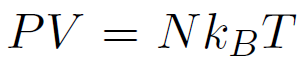 PV = Nk_BT